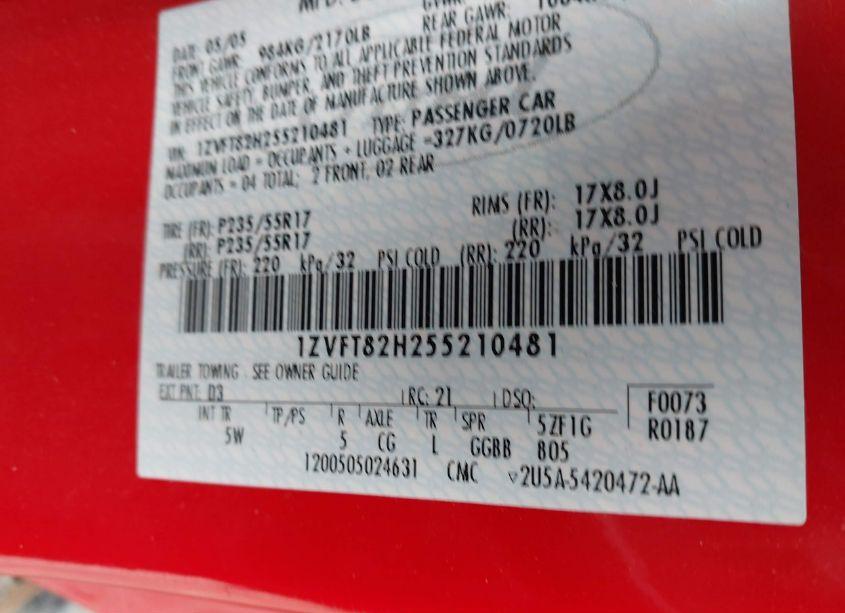 MFD.
DATE: 05/05 GVWR:
FRONT GAWR: 984KG/2170LB REAR GAWR:
THIS VEHICLE CONFORMS TO ALL APPLICABLE FEDERAL MOTOR
VEHICLE SAFETY, BUMPER, AND THEFT PREVENTION STANDARDS
IN EFFECT ON THE DATE OF MANUFACTURE SHOWN ABOVE.
VIN: 1ZVFT82H255210481 TYPE: PASSENGER CAR
MAXIMUM LOAD = OCCUPANTS + LUGGAGE =327KG/0720LB
OCCUPANTS = 04 TOTAL; 2 FRONT, 02 REAR
TIRE (FR): P235/55R17 RIMS (FR): 17X8.0J
(RR): P235/55R17 (RR): 17X8.0J
PRESSURE (FR): 220 kPa/32 PSI COLD (RR): 220 kPa/32 PSI COLD
1ZVFT82H255210481
TRAILER TOWING - SEE OWNER GUIDE
EXT PNT: D3 RC: 21 DSO: F0073
INT TR TP/PS R AXLE TR SPR 5ZF1G R0187
5W 5 CG L GGBB 805
1200505024631 CMC ▿2U5A-5420472-AA